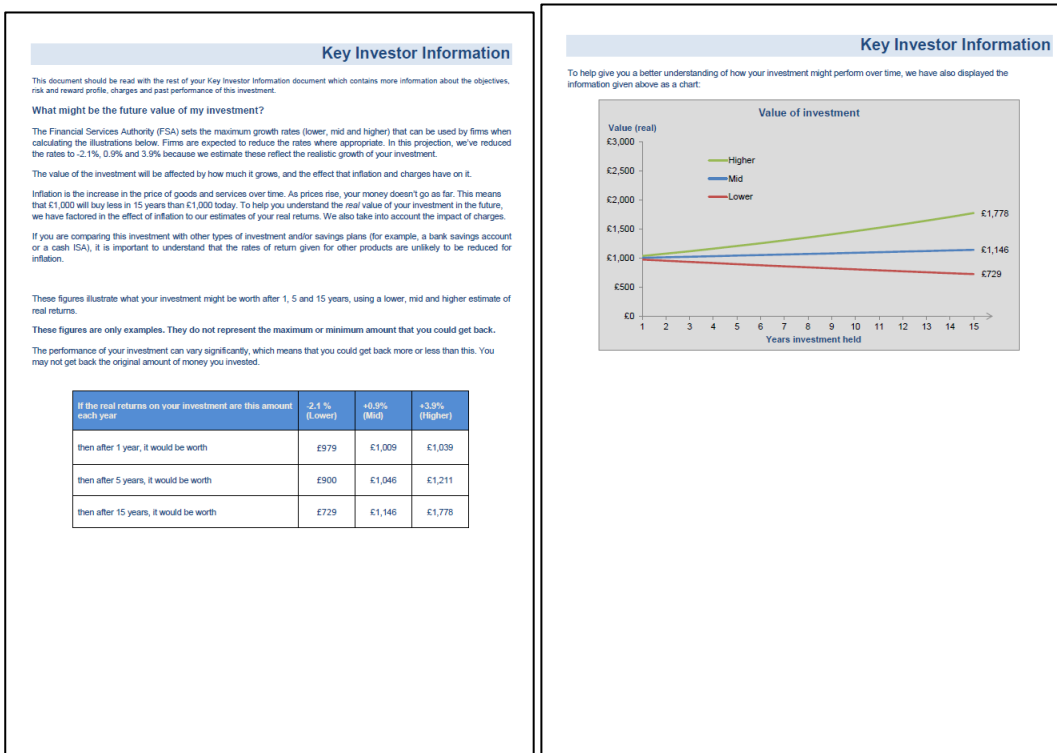 Key Investor Information
This document should be read with the rest of your Key Investor Information document which contains more information about the objectives,
risk and reward profile, charges and past performance of this investment.
What might be the future value of my investment?
The Financial Services Authority (FSA) sets the maximum growth rates (lower, mid and higher) that can be used by firms when
calculating the illustrations below. Firms are expected to reduce the rates where appropriate. In this projection, we've reduced
the rates to -2.1%, 0.9% and 3.9% because we estimate these reflect the realistic growth of your investment.
The value of the investment will be affected by how much it grows, and the effect that inflation and charges have on it.
Inflation is the increase in the price of goods and services over time. As prices rise, your money doesn't go as far. This means
that £1,000 will buy less in 15 years than £1,000 today. To help you understand the real value of your investment in the future,
we have factored in the effect of inflation to our estimates of your real returns. We also take into account the impact of charges.
If you are comparing this investment with other types of investment and/or savings plans (for example, a bank savings account
or a cash ISA), it is important to understand that the rates of return given for other products are unlikely to be reduced for
inflation.
These figures illustrate what your investment might be worth after 1, 5 and 15 years, using a lower, mid and higher estimate of
real returns.
These figures are only examples. They do not represent the maximum or minimum amount that you could get back.
The performance of your investment can vary significantly, which means that you could get back more or less than this. You
may not get back the original amount of money you invested.
If the real returns on your investment are this amount -2.1 % +0.9% +3.9%
each year (Lower) (Mid) (Higher)
then after 1 year, it would be worth £979 £1,009 £1,039
then after 5 years, it would be worth £900 £1,046 £1,211
then after 15 years, it would be worth £729 £1,146 £1,778
Key Investor Information
To help give you a better understanding of how your investment might perform over time, we have also displayed the
information given above as a chart:
Value of investment
Value (real)
£3,000
Higher
£2,500
Mid
£2,000
Lower
£1,778
£1,500
£1,146
£1,000
£729
£500
£0
1 2 3 4 5 6 7 8 9 10 11 12 13 14 15
Years investment held